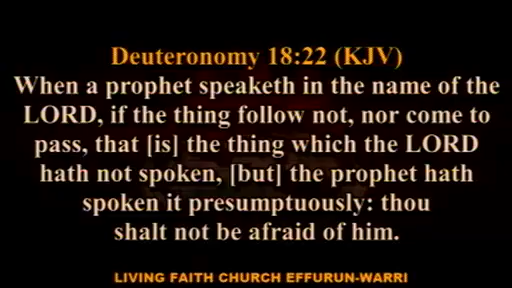 Deuteronomy 18:22 (KJV)
When a prophet speaketh in the name of the
LORD, if the thing follow not, nor come to
pass, that [is] the thing which the LORD
hath not spoken, [but] the prophet hath
spoken it presumptuously: thou
shalt not be afraid of him.
LIVING FAITH CHURCH EFFURUN-WARRI